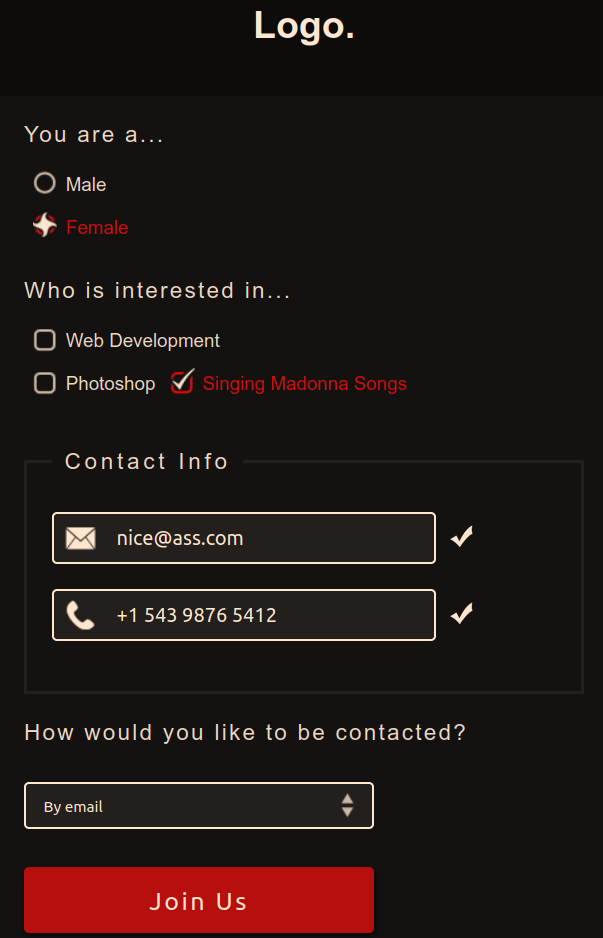 Logo.
You are a...
Male
Female
Who is interested in...
Web Development
Photoshop Singing Madonna Songs
Contact Info
nice@ass.com
+1 543 9876 5412
How would you like to be contacted?
By email
Join Us